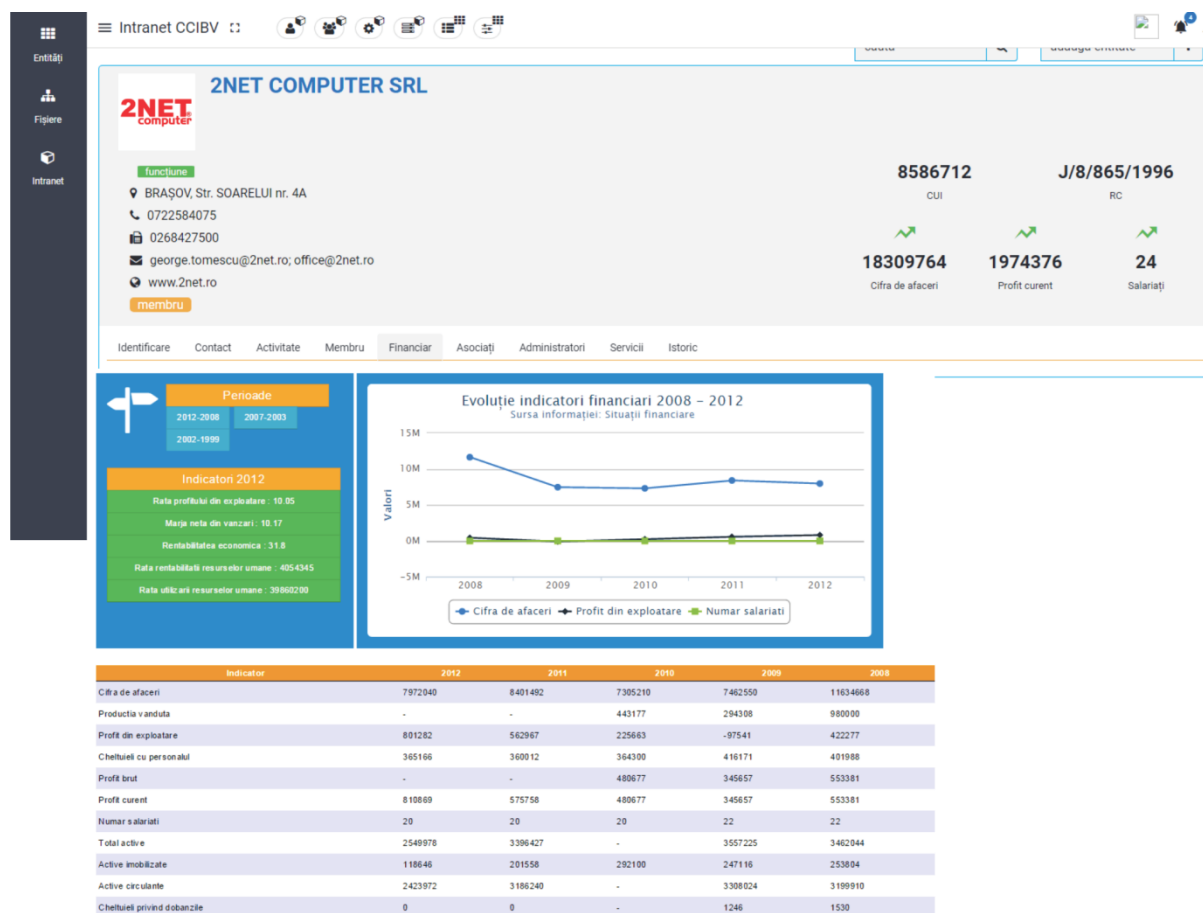 Intranet CCIBV
4
Entități
Fișiere
Intranet
adauga entitate
2NET computer
2NET COMPUTER SRL
funcțiune
BRAȘOV, Str. SOARELUI nr. 4A
0722584075
0268427500
george.tomescu@2net.ro; office@2net.ro
www.2net.ro
membru
8586712 J/8/865/1996
CUI RC
18309764 1974376 24
Cifra de afaceri Profit curent Salariați
Identificare Contact Activitate Membru Financiar Asociați Administratori Servicii Istoric
Perioade
2012-2008 2007-2003
2002-1999
Indicatori 2012
Rata profitului din exploatare : 10.05
Marja neta din vanzari : 10.17
Rentabilitatea economica : 31.8
Rata rentabilitatii resurselor umane : 4054345
Rata utilizarii resurselor umane : 39860200
Evoluție indicatori financiari 2008 - 2012
Sursa informației: Situații financiare
Valori
15M
10M
5M
0M
-5M
2008 2009 2010 2011 2012
Cifra de afaceri Profit din exploatare Numar salariati
Indicator 2012 2011 2010 2009 2008
Cifra de afaceri 7972040 8401492 7305210 7462550 11634668
Productia vanduta - - 443177 294308 980000
Profit din exploatare 801282 562967 225663 -97541 422277
Cheltuieli cu personalul 365166 360012 364300 416171 401988
Profit brut - - 480677 345657 553381
Profit curent 810869 575758 480677 345657 553381
Numar salariati 20 20 20 22 22
Total active 2549978 3396427 - 3557225 3462044
Active imobilizate 118646 201558 292100 247116 253804
Active circulante 2423972 3186240 - 3308024 3199910
Cheltuieli privind dobanzile 0 0 - 1246 1530